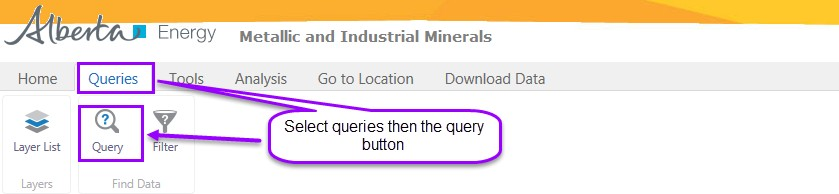 Alberta Energy Metallic and Industrial Minerals
Home Queries Tools Analysis Go to Location Download Data
Select queries then the query
button
Layer List Query Filter
Layers Find Data